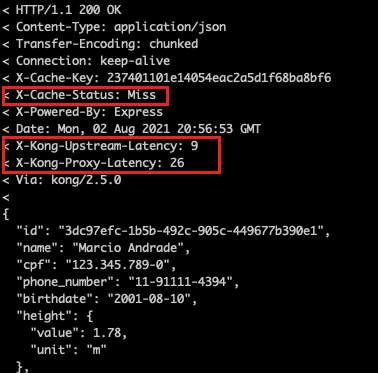 < HTTP/1.1 200 OK
< Content-Type: application/json
< Transfer-Encoding: chunked
< Connection: keep-alive
< X-Cache-Key: 237401101e14054eac2a5d1f68ba8bf6
< X-Cache-Status: Miss
< X-Powered-By: Express
< Date: Mon, 02 Aug 2021 20:56:53 GMT
< X-Kong-Upstream-Latency: 9
< X-Kong-Proxy-Latency: 26
< Via: kong/2.5.0
<
{
  "id": "3dc97efc-1b5b-492c-905c-449677b390e1",
  "name": "Marcio Andrade",
  "cpf": "123.345.789-0",
  "phone_number": "11-91111-4394",
  "birthdate": "2001-08-10",
  "height": {
    "value": 1.78,
    "unit": "m"
  },